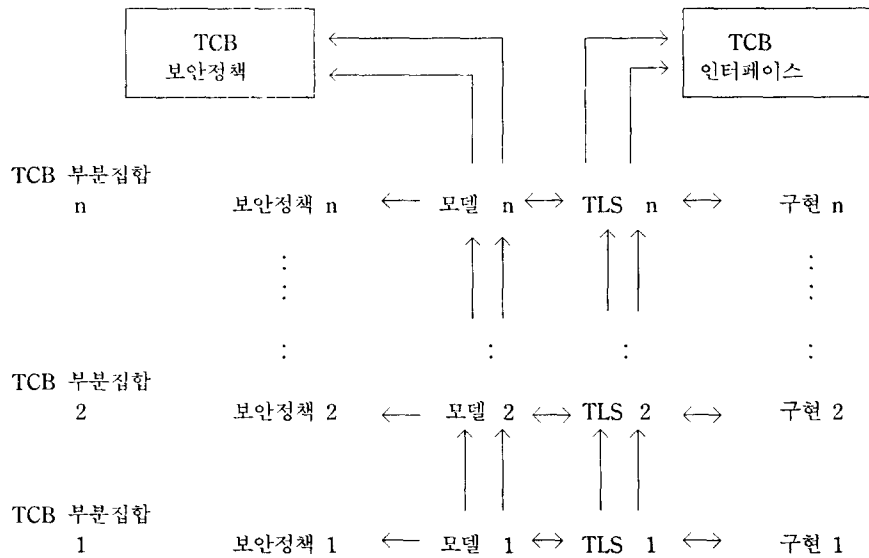 TCB
보안정책
TCB
인터페이스
TCB 부분집합
n
보안정책 n
모델 n
TLS n
구현 n
TCB 부분집합
2
보안정책 2
모델 2
TLS 2
구현 2
TCB 부분집합
1
보안정책 1
모델 1
TLS 1
구현 1